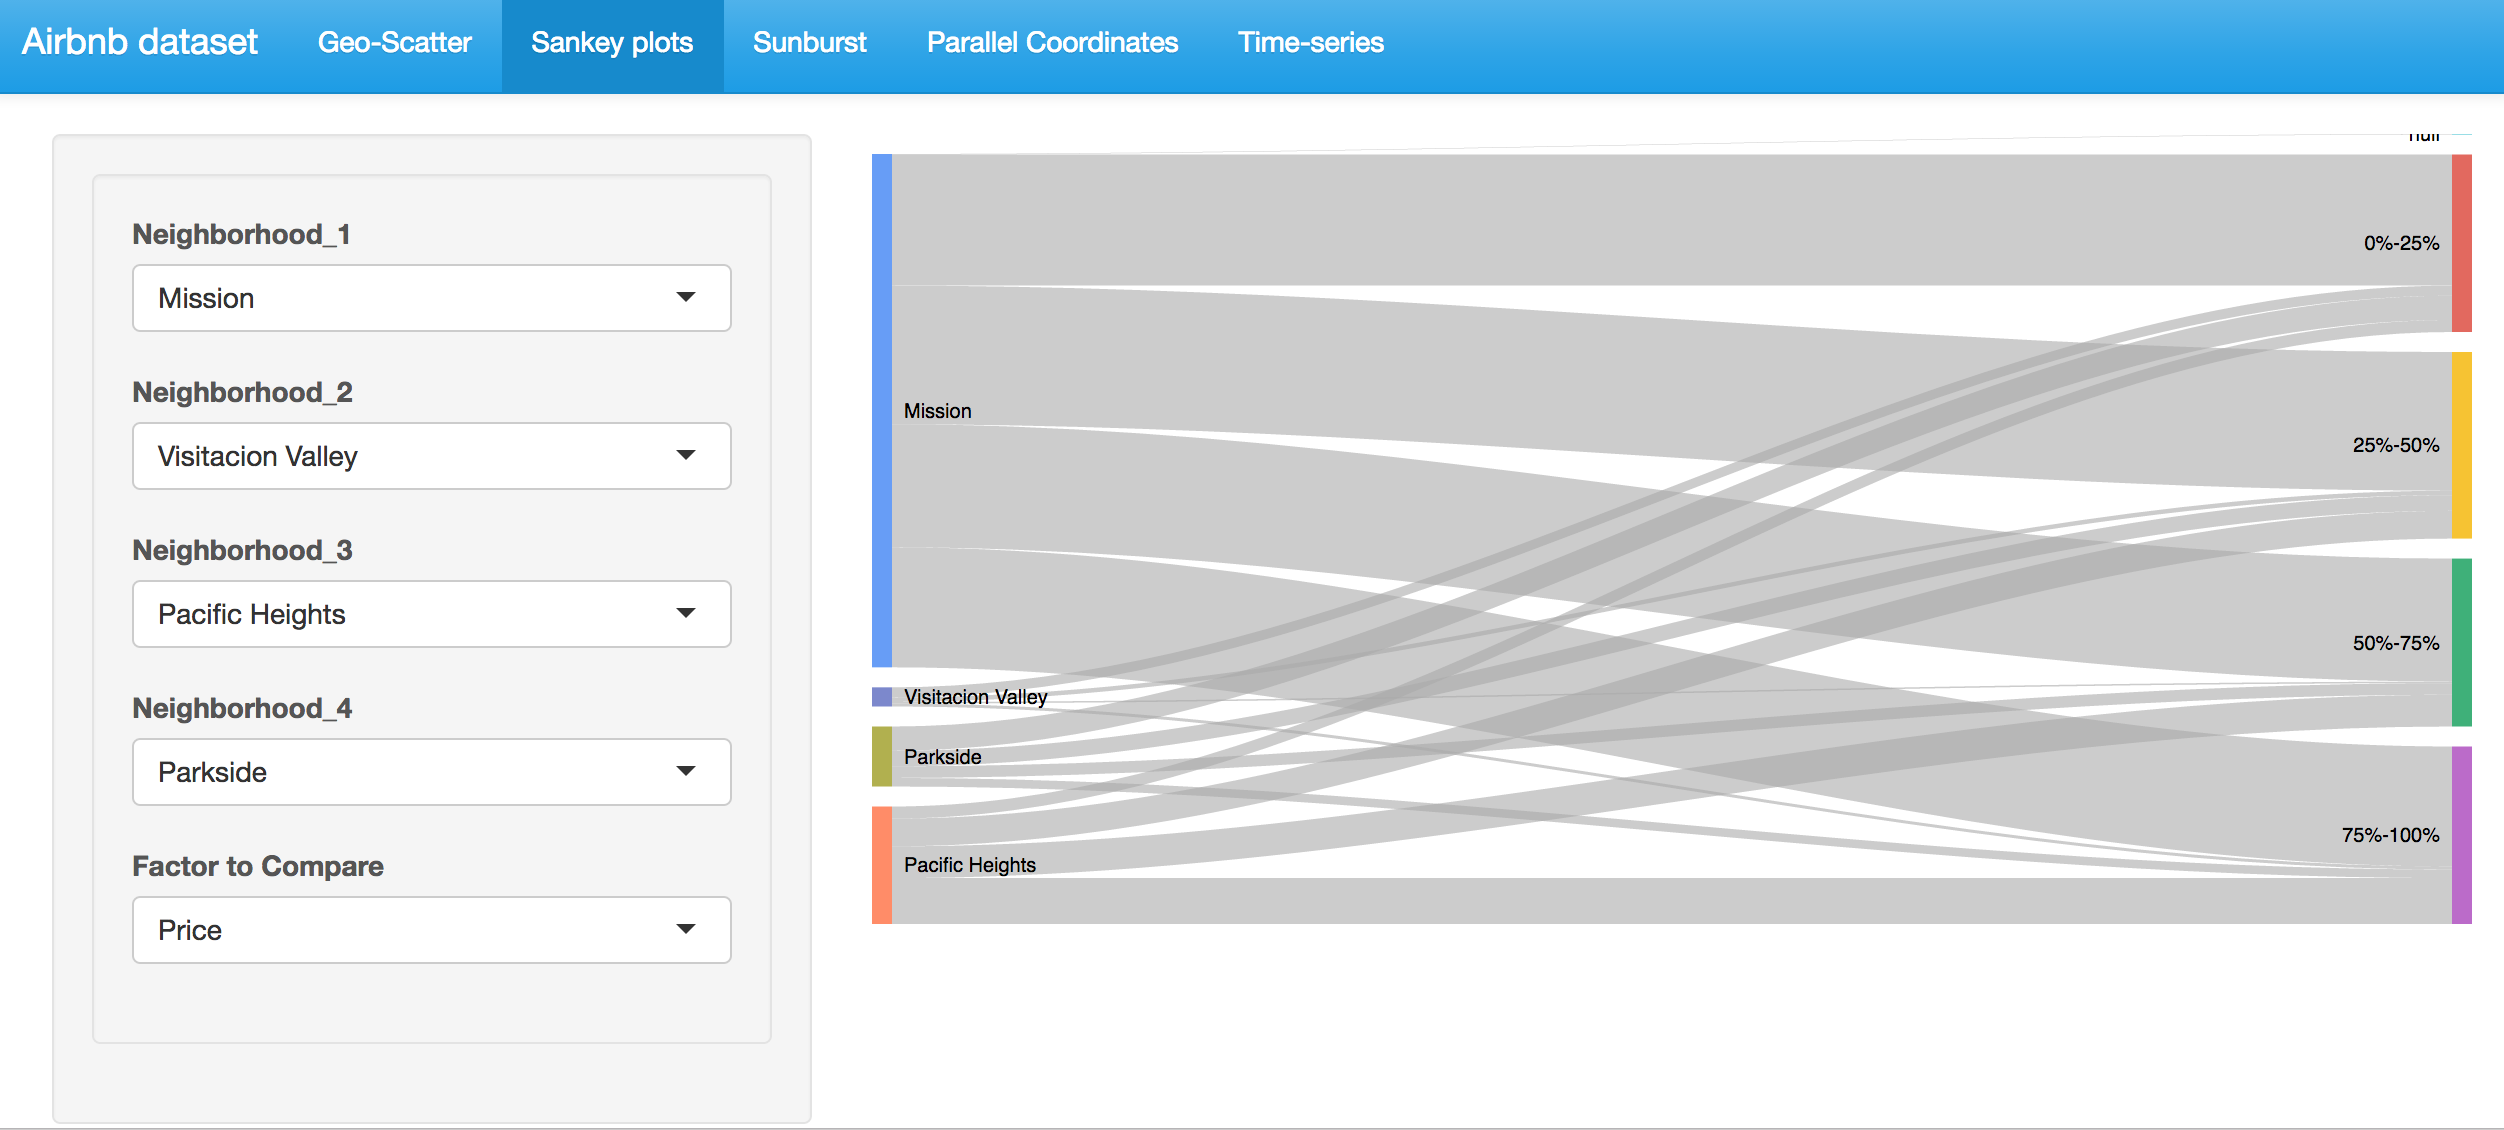 Airbnb dataset Geo-Scatter Sankey plots Sunburst Parallel Coordinates Time-series
Neighborhood_1
Mission
Neighborhood_2
Visitacion Valley
Neighborhood_3
Pacific Heights
Neighborhood_4
Parkside
Factor to Compare
Price
Mission
Visitacion Valley
Parkside
Pacific Heights
null
0%-25%
25%-50%
50%-75%
75%-100%